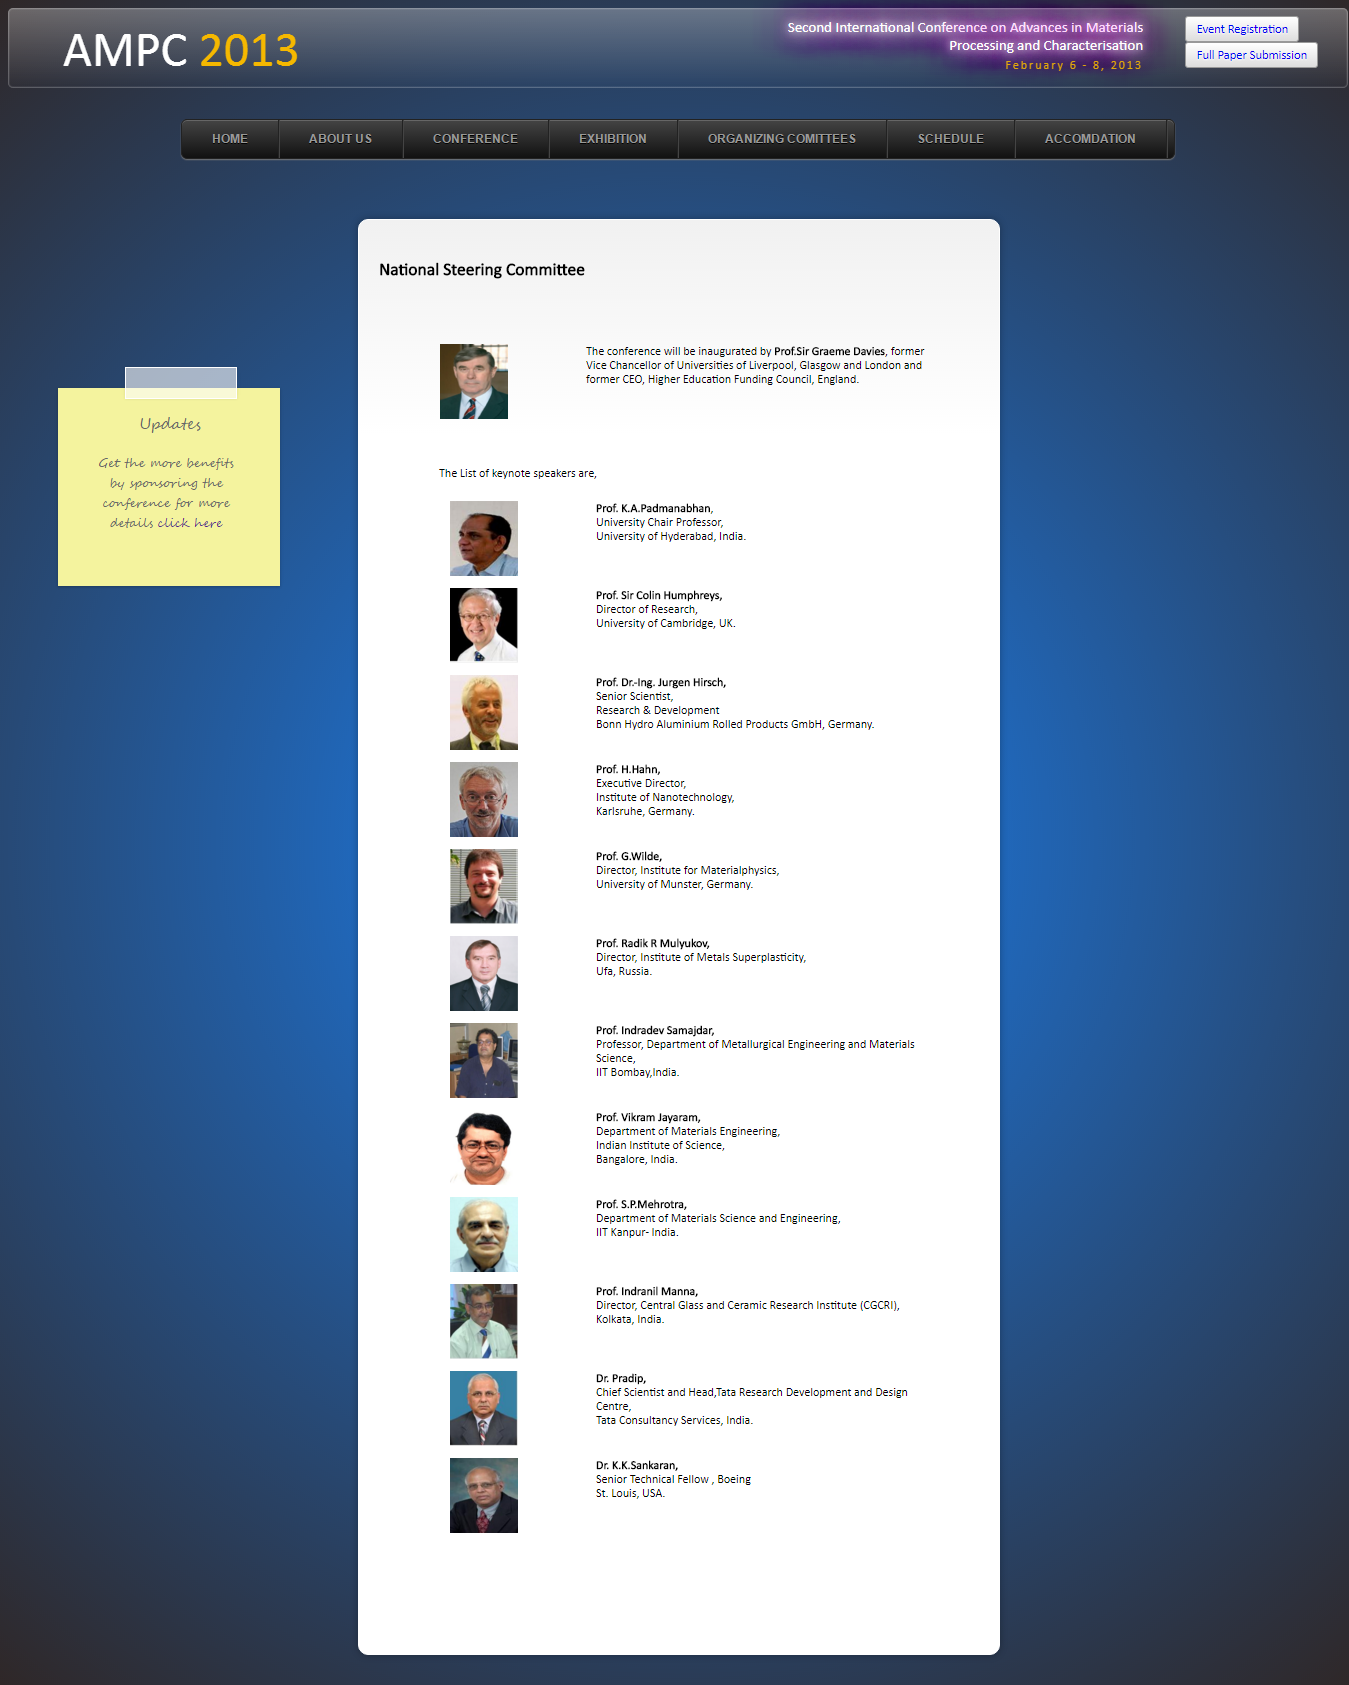 AMPC 2013
Second International Conference on Advances in Materials
Processing and Characterisation
February 6 - 8, 2013
Event Registration
Full Paper Submission
HOME
ABOUT US
CONFERENCE
EXHIBITION
ORGANIZING COMITTEES
SCHEDULE
ACCOMDATION
National Steering Committee
The conference will be inaugurated by Prof.Sir Graeme Davies, former
Vice Chancellor of Universities of Liverpool, Glasgow and London and
former CEO, Higher Education Funding Council, England.
Updates
Get the more benefits
by sponsoring the
conference for more
details click here
The List of keynote speakers are,
Prof. K.A.Padmanabhan,
University Chair Professor,
University of Hyderabad, India.
Prof. Sir Colin Humphreys,
Director of Research,
University of Cambridge, UK.
Prof. Dr.-Ing. Jurgen Hirsch,
Senior Scientist,
Research & Development
Bonn Hydro Aluminium Rolled Products GmbH, Germany.
Prof. H.Hahn,
Executive Director,
Institute of Nanotechnology,
Karlsruhe, Germany.
Prof. G.Wilde,
Director, Institute for Materialphysics,
University of Munster, Germany.
Prof. Radik R Mulyukov,
Director, Institute of Metals Superplasticity,
Ufa, Russia.
Prof. Indradev Samajdar,
Professor, Department of Metallurgical Engineering and Materials
Science,
IIT Bombay,India.
Prof. Vikram Jayaram,
Department of Materials Engineering,
Indian Institute of Science,
Bangalore, India.
Prof. S.P.Mehrotra,
Department of Materials Science and Engineering,
IIT Kanpur- India.
Prof. Indranil Manna,
Director, Central Glass and Ceramic Research Institute (CGCRI),
Kolkata, India.
Dr. Pradip,
Chief Scientist and Head,Tata Research Development and Design
Centre,
Tata Consultancy Services, India.
Dr. K.K.Sankaran,
Senior Technical Fellow , Boeing
St. Louis, USA.